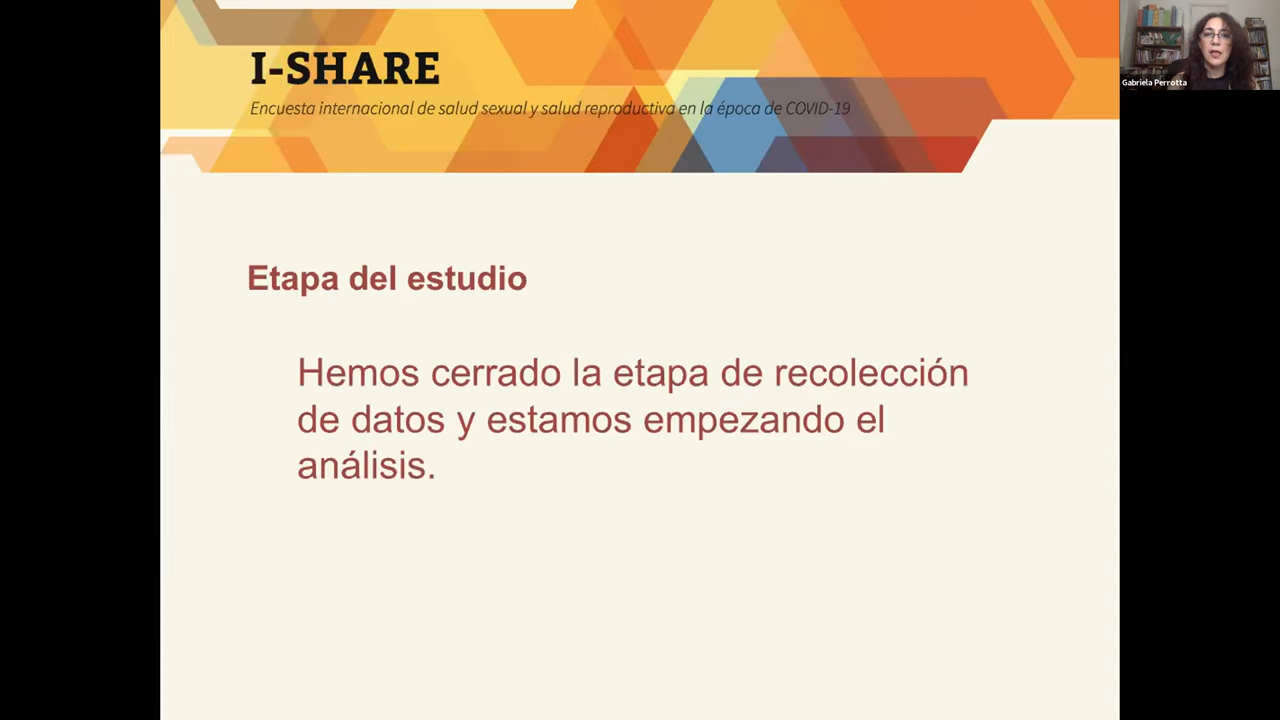 I-SHARE
Encuesta internacional de salud sexual y salud reproductiva en la época de COVID-19
Gabriela Perrotta
Etapa del estudio
Hemos cerrado la etapa de recolección
de datos y estamos empezando el
análisis.